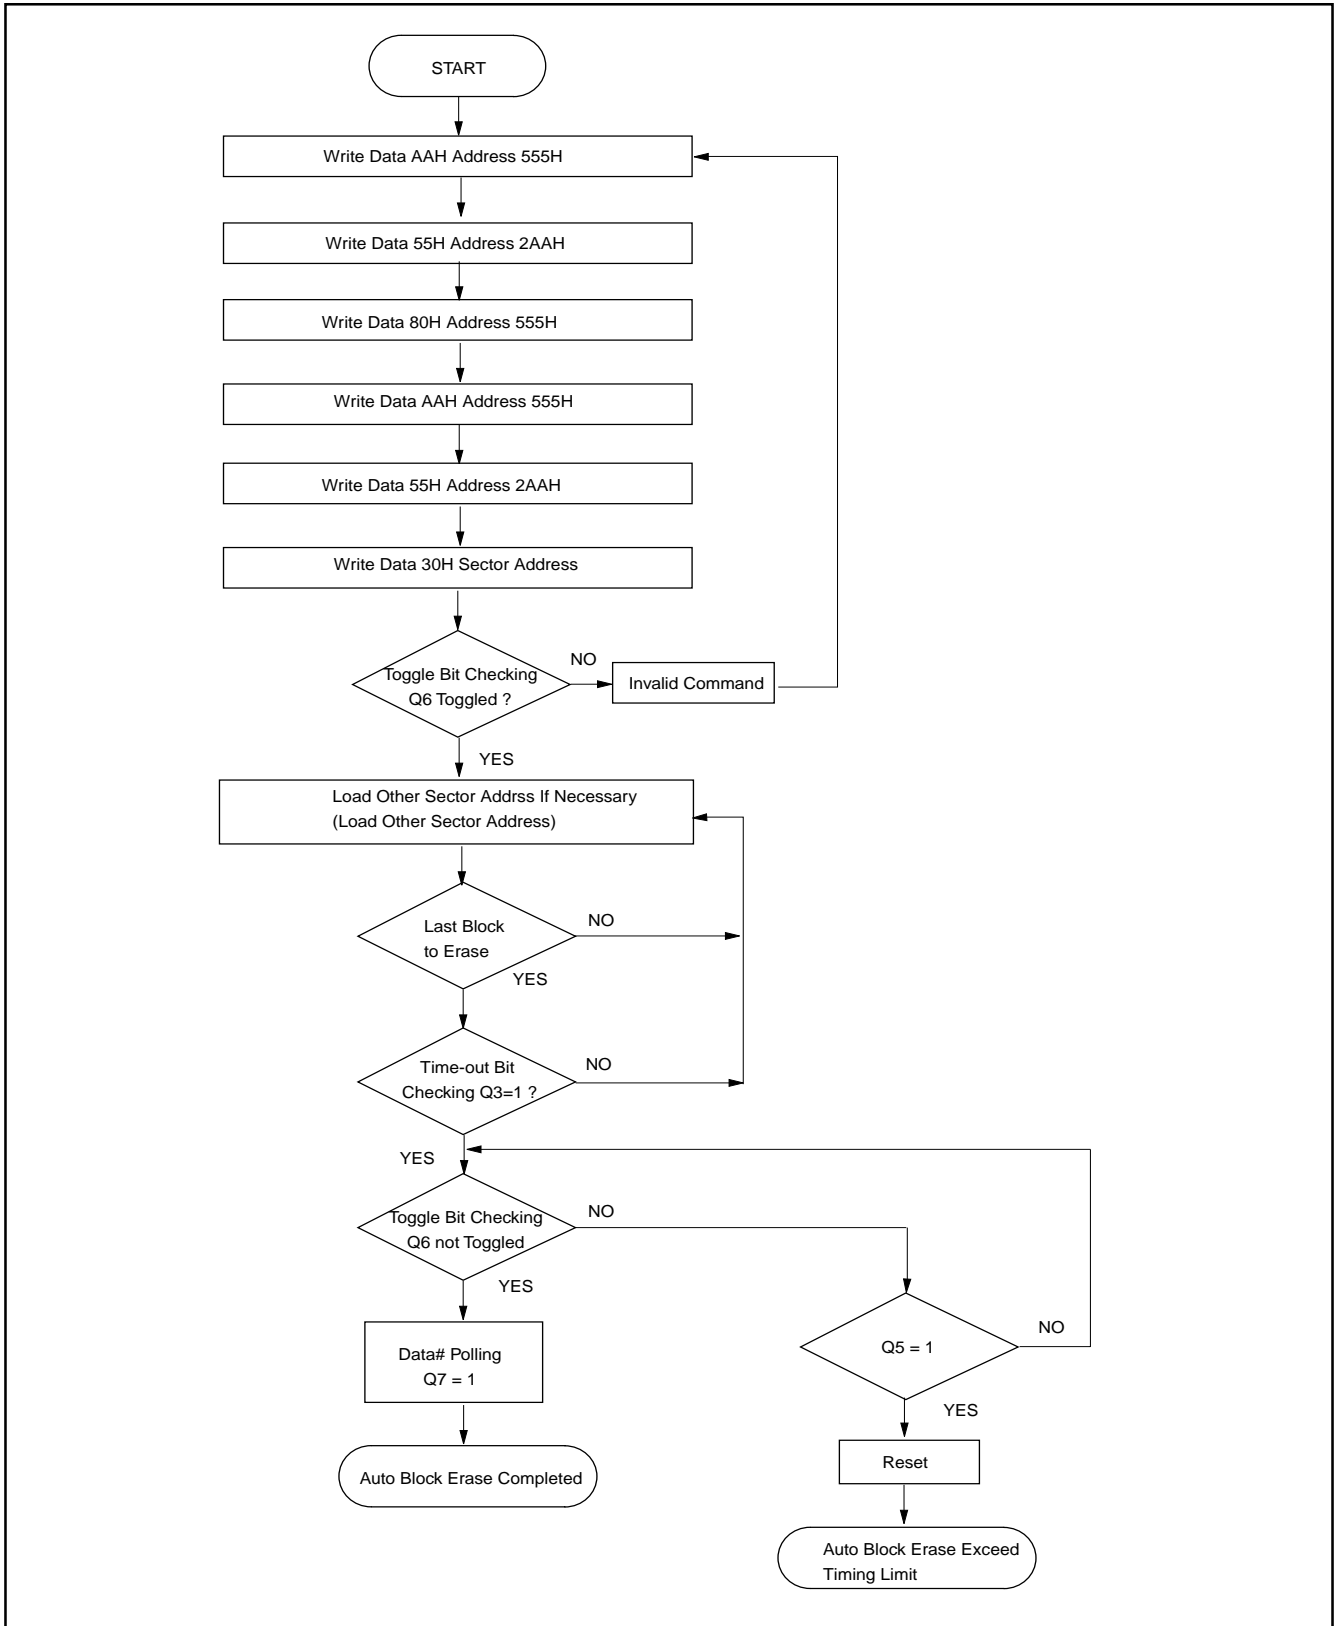 START
Write Data AAH Address 555H
Write Data 55H Address 2AAH
Write Data 80H Address 555H
Write Data AAH Address 555H
Write Data 55H Address 2AAH
Write Data 30H Sector Address
Toggle Bit Checking
Q6 Toggled ?
NO
Invalid Command
YES
Load Other Sector Addrss If Necessary
(Load Other Sector Address)
Last Block
to Erase
NO
YES
Time-out Bit
Checking Q3=1 ?
NO
YES
Toggle Bit Checking
Q6 not Toggled
NO
YES
Q5 = 1
NO
YES
Data# Polling
Q7 = 1
Reset
Auto Block Erase Completed
Auto Block Erase Exceed
Timing Limit